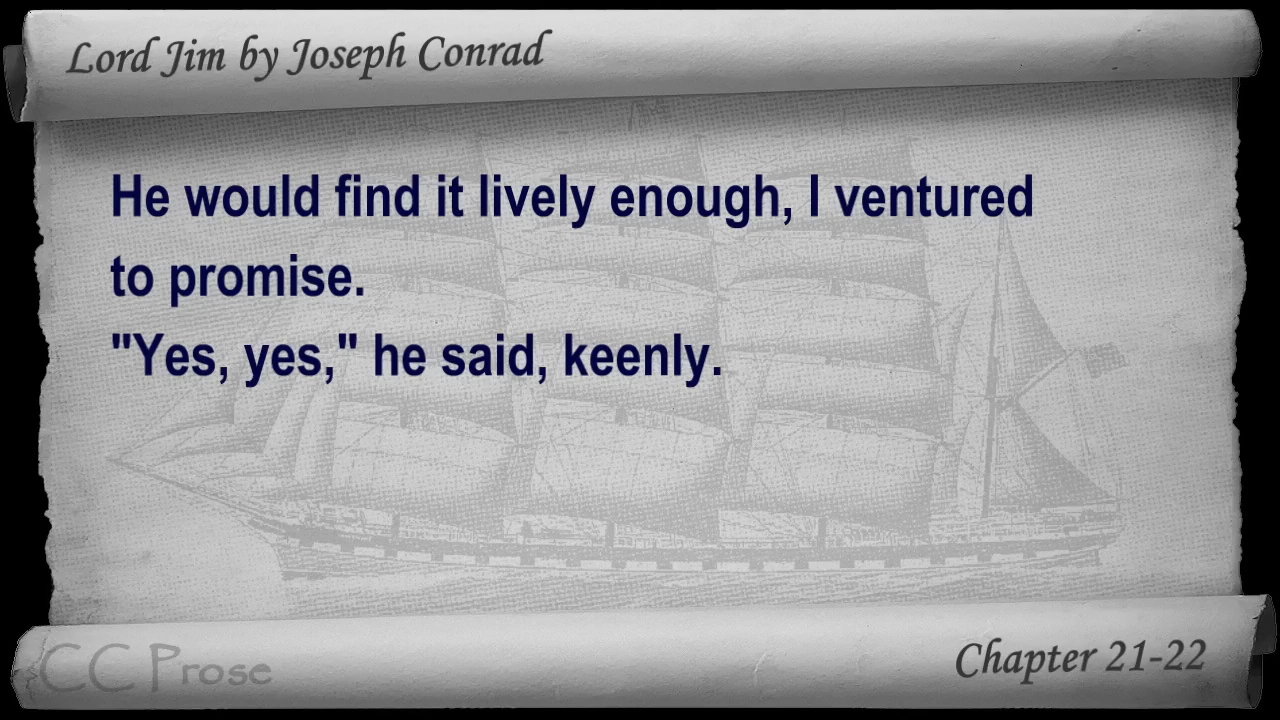 Lord Jim by Joseph Conrad
He would find it lively enough, I ventured
to promise.
"Yes, yes," he said, keenly.
CC Prose
Chapter 21-22